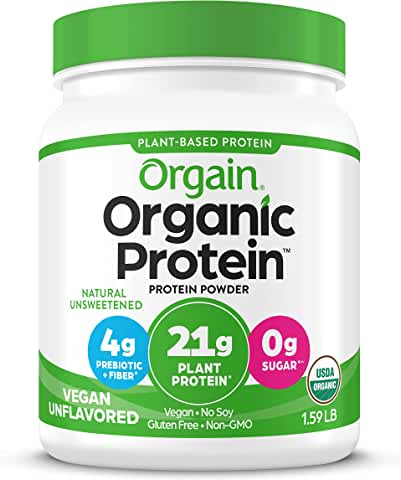 PLANT-BASED PROTEIN
Orgain®
Organic
Protein™
PROTEIN POWDER
NATURAL
UNSWEETENED
4g
PREBIOTIC
+ FIBER*
21g
PLANT
PROTEIN*
0g
SUGAR*^
USDA
ORGANIC
VEGAN
UNFLAVORED
Vegan • No Soy
Gluten Free • Non-GMO
1.59 LB